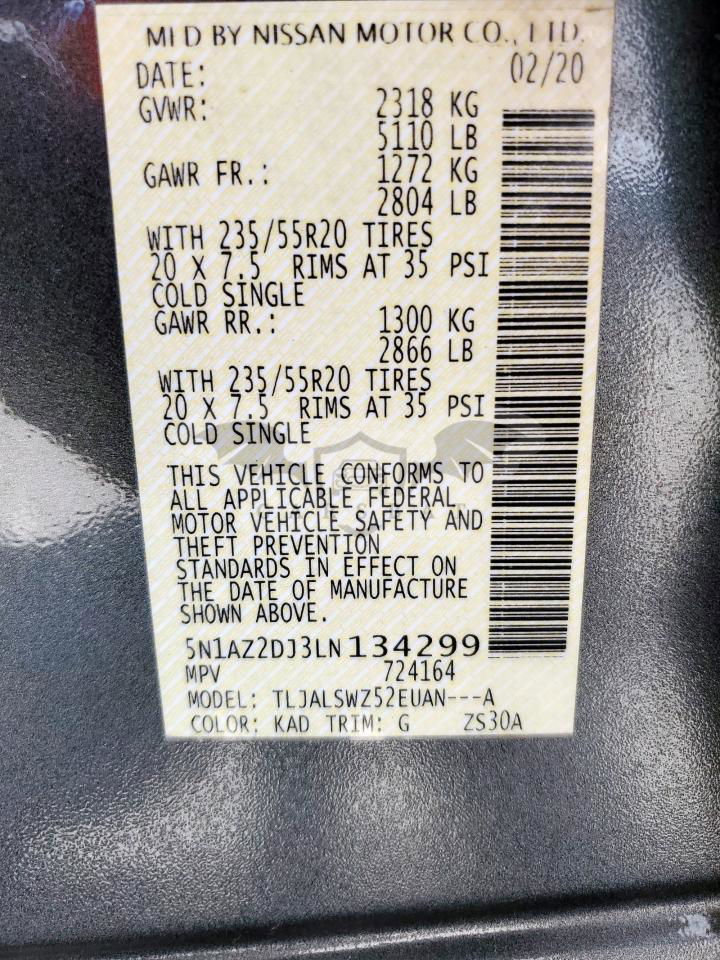 MFD BY NISSAN MOTOR CO., LTD.
DATE: 02/20
GVWR: 2318 KG
5110 LB
GAWR FR.: 1272 KG
2804 LB
WITH 235/55R20 TIRES
20 X 7.5 RIMS AT 35 PSI
COLD SINGLE
GAWR RR.: 1300 KG
2866 LB
WITH 235/55R20 TIRES
20 X 7.5 RIMS AT 35 PSI
COLD SINGLE
THIS VEHICLE CONFORMS TO
ALL APPLICABLE FEDERAL
MOTOR VEHICLE SAFETY AND
THEFT PREVENTION
STANDARDS IN EFFECT ON
THE DATE OF MANUFACTURE
SHOWN ABOVE.
5N1AZ2DJ3LN134299
MPV 724164
MODEL: TLJALSWZ52EUAN---A
COLOR: KAD TRIM: G ZS30A